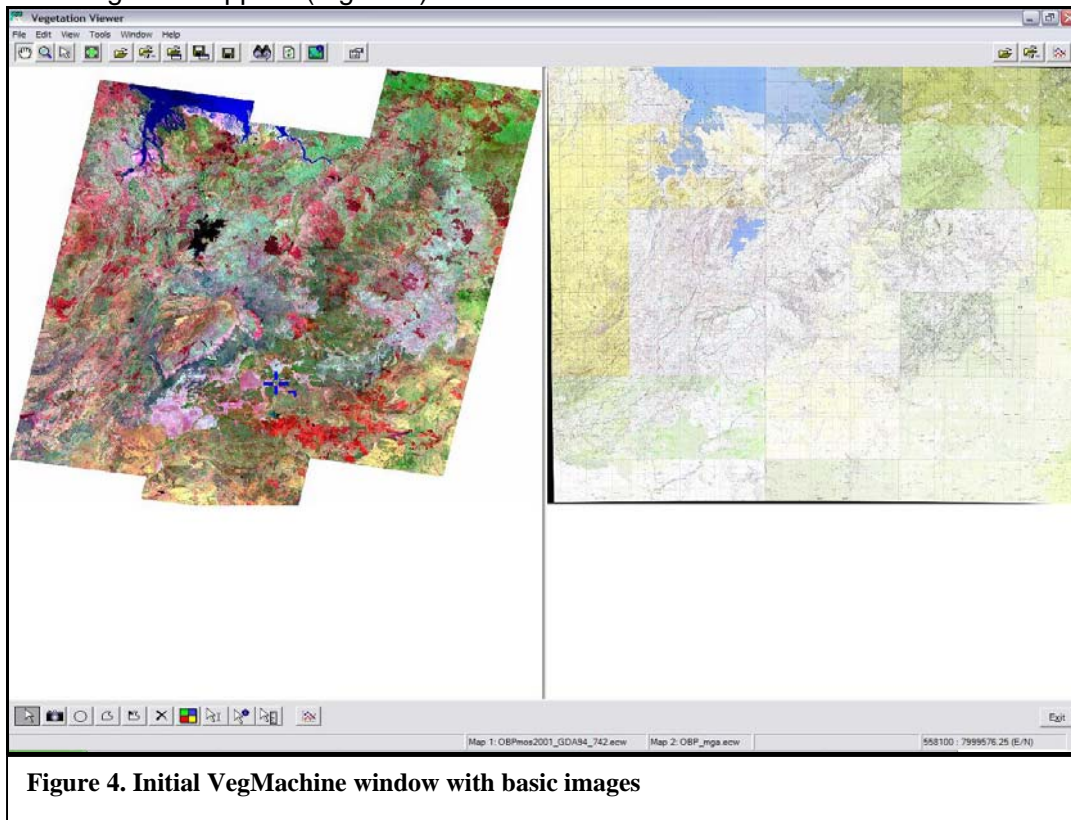 Vegetation Viewer
File Edit View Tools Window Help
Exit
Map 1: OBPmos2001_GDA94_742.ecw Map 2: OBP_mga.ecw 558100 : 7999576.25 (E/N)
Figure 4. Initial VegMachine window with basic images